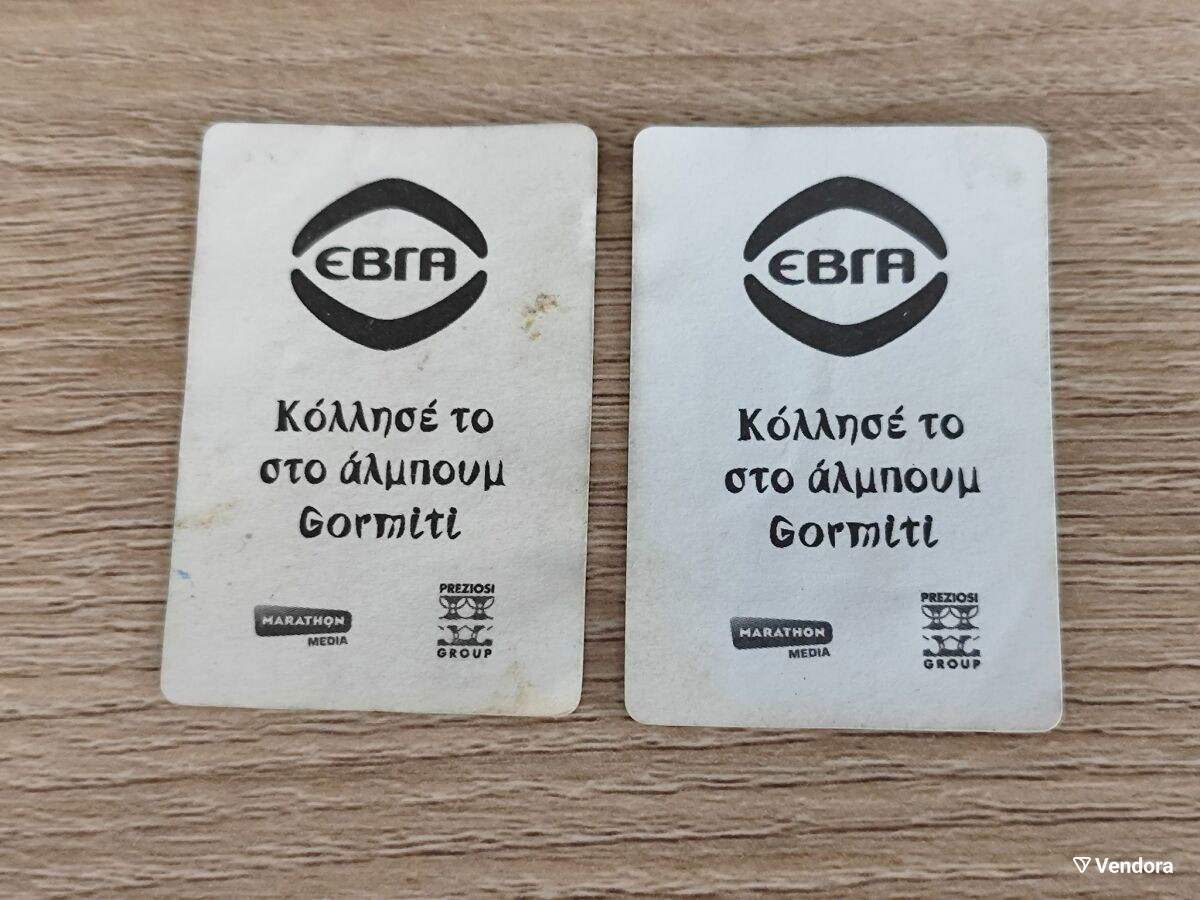 ΕΒΓΑ
Κόλλησέ το
στο άλμπουμ
Gormiti
MARATHON
MEDIA
PREZIOSI
GROUP
ΕΒΓΑ
Κόλλησέ το
στο άλμπουμ
Gormiti
MARATHON
MEDIA
PREZIOSI
GROUP
Vendora